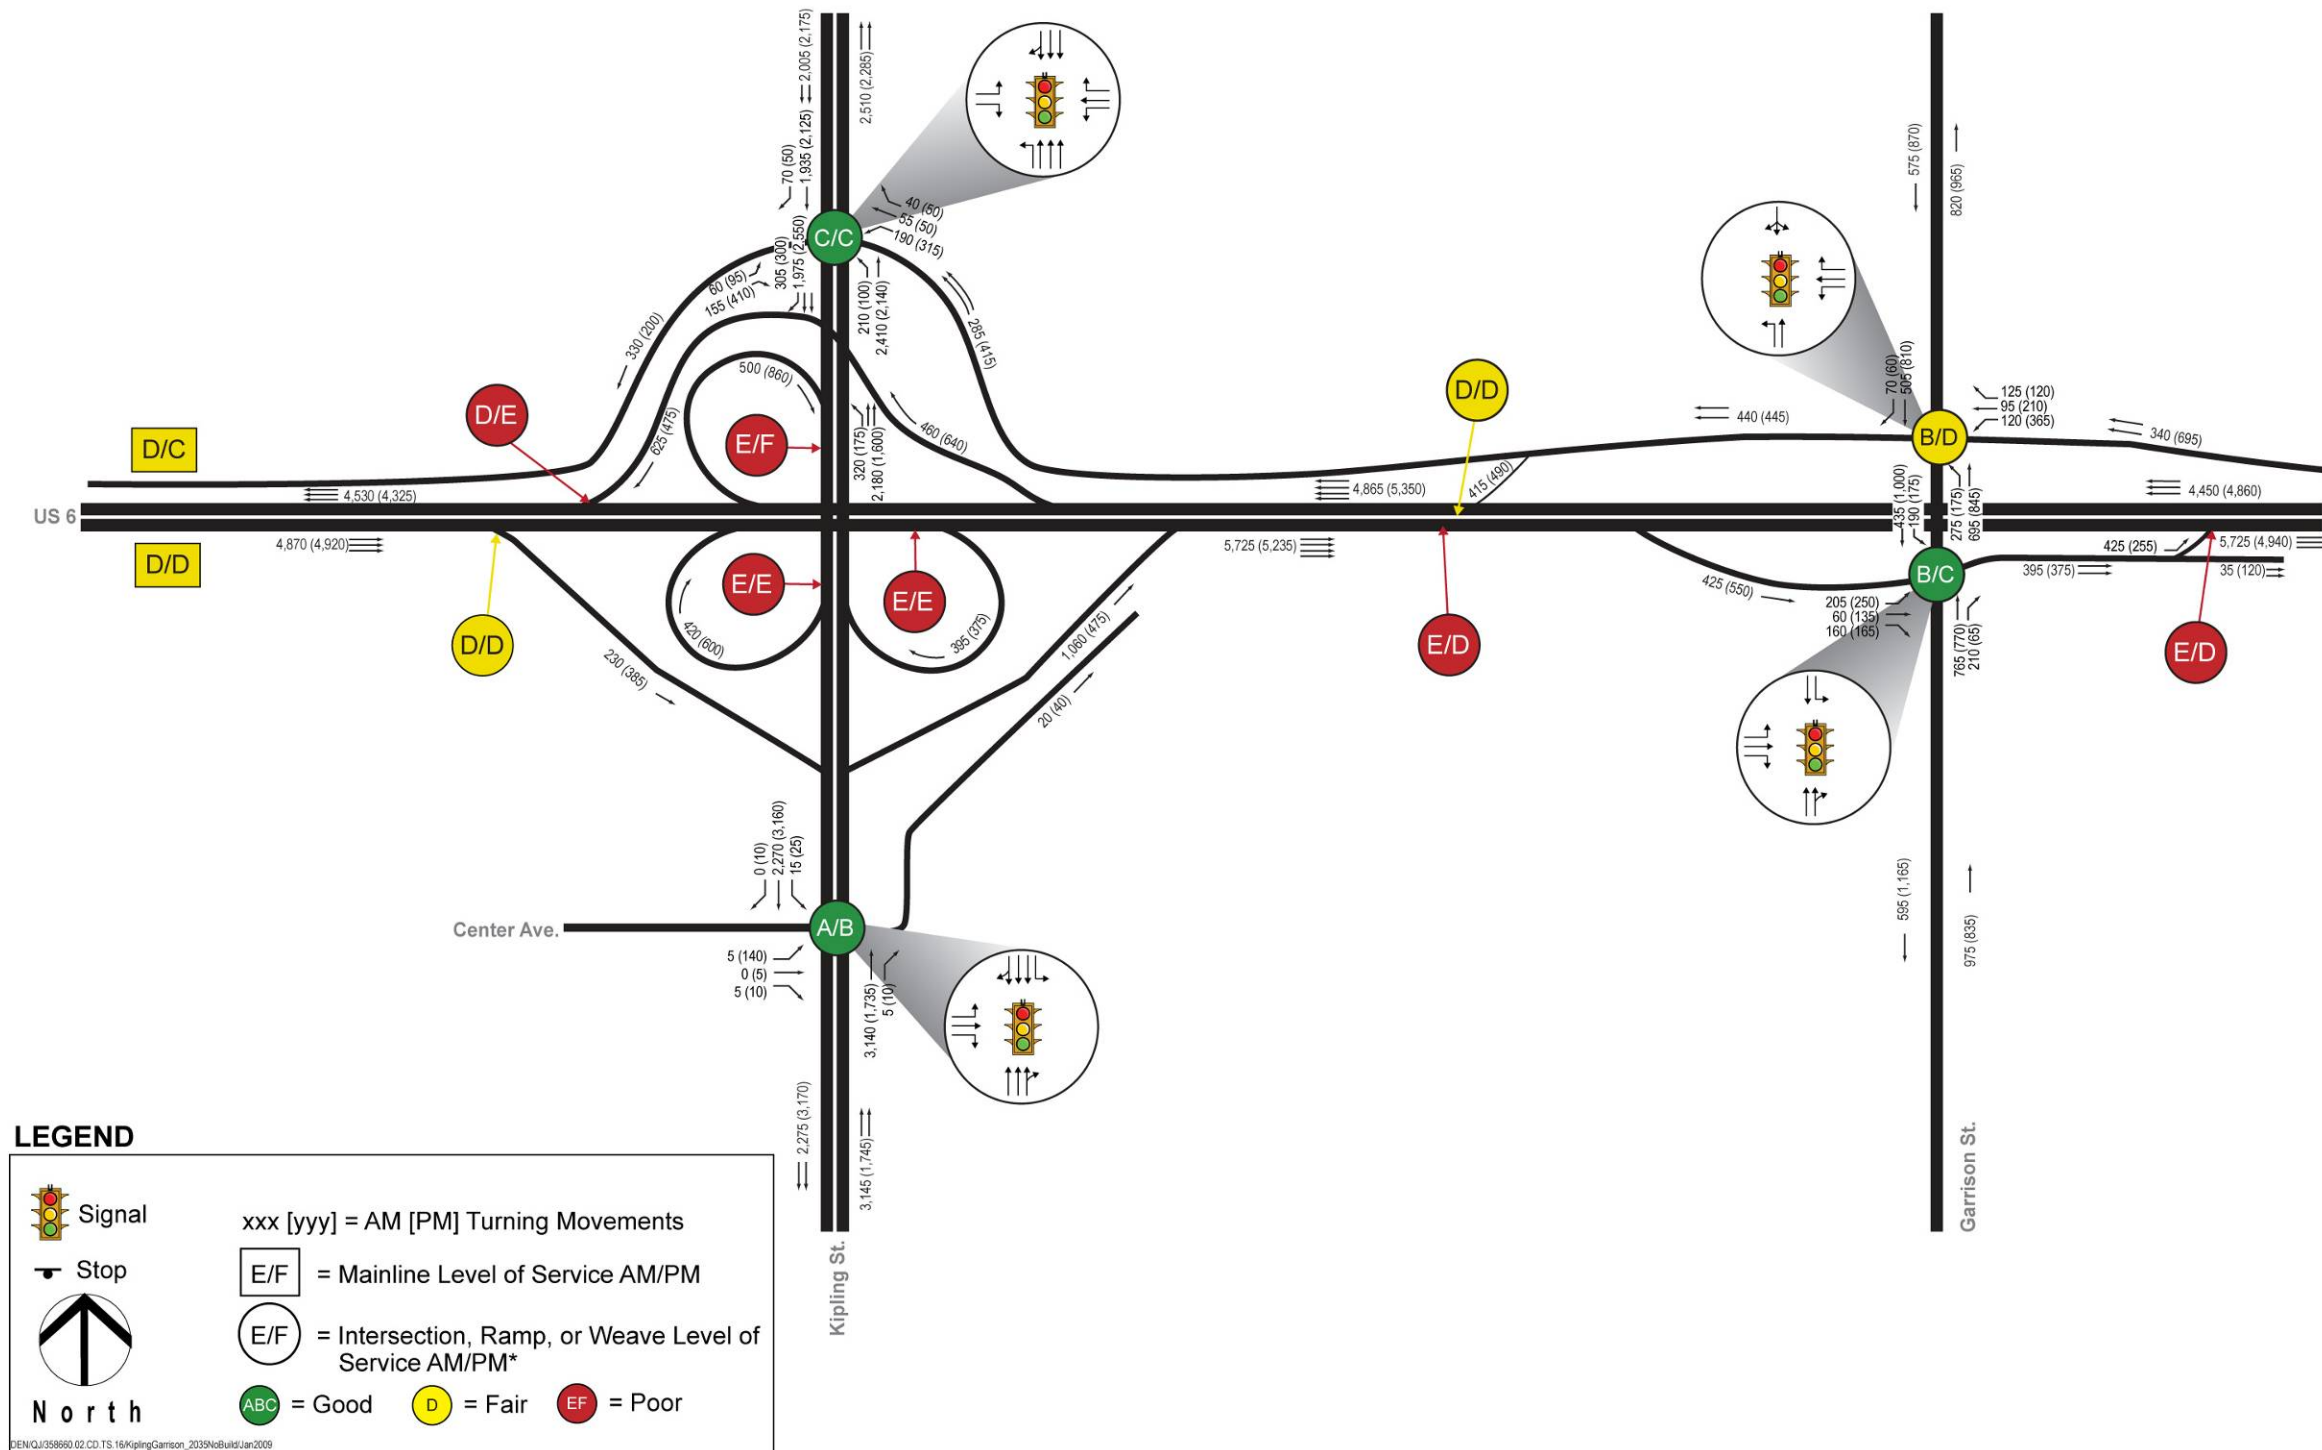 2,005 (2,175)
2,510 (2,285)
70 (50)
1,935 (2,125)
C/C
40 (50)
55 (50)
190 (315)
60 (95)
155 (410)
305 (300)
1,975 (2,550)
210 (100)
2,410 (2,140)
285 (415)
330 (200)
625 (475)
500 (860)
460 (640)
320 (175)
2,180 (1,600)
D/E
E/F
D/C
D/D
4,530 (4,325)
US 6
4,865 (5,350)
415 (490)
440 (445)
575 (870)
820 (965)
70 (60)
505 (810)
125 (120)
95 (210)
120 (365)
B/D
340 (695)
435 (1,000)
190 (175)
275 (175)
695 (845)
4,450 (4,860)
4,870 (4,920)
D/D
5,725 (5,235)
425 (255)
5,725 (4,940)
395 (375)
35 (120)
B/C
425 (550)
205 (250)
60 (135)
160 (165)
765 (770)
210 (65)
E/E
E/E
420 (600)
395 (375)
D/D
230 (385)
1,060 (475)
20 (40)
E/D
E/D
0 (10)
2,270 (3,160)
15 (25)
Center Ave.
A/B
5 (140)
0 (5)
5 (10)
3,140 (1,735)
5 (10)
595 (1,165)
975 (835)
2,275 (3,170)
3,145 (1,745)
Kipling St.
Garrison St.
LEGEND
Signal
Stop
North
xxx [yyy] = AM [PM] Turning Movements
E/F = Mainline Level of Service AM/PM
E/F = Intersection, Ramp, or Weave Level of
Service AM/PM*
ABC = Good
D = Fair
EF = Poor
DEN/QJ/358660.02.CD.TS.16/KiplingGarrison_2035NoBuild/Jan2009